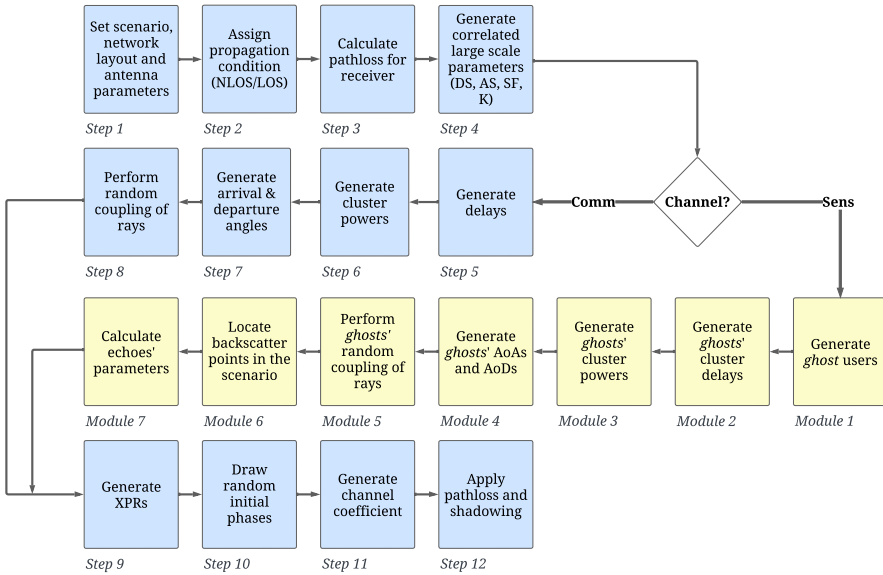 Set scenario,
network
layout and
antenna
parameters
Assign
propagation
condition
(NLOS/LOS)
Calculate
pathloss for
receiver
Generate
correlated
large scale
parameters
(DS, AS, SF,
K)
Step 1
Step 2
Step 3
Step 4
Perform
random
coupling of
rays
Generate
arrival &
departure
angles
Generate
cluster
powers
Generate
delays
Comm
Channel?
Sens
Step 8
Step 7
Step 6
Step 5
Calculate
echoes'
parameters
Locate
backscatter
points in the
scenario
Perform
ghosts'
random
coupling of
rays
Generate
ghosts' AoAs
and AoDs
Generate
ghosts'
cluster
powers
Generate
ghosts'
cluster
delays
Generate
ghost users
Module 7
Module 6
Module 5
Module 4
Module 3
Module 2
Module 1
Generate
XPRs
Draw
random
initial
phases
Generate
channel
coefficient
Apply
pathloss and
shadowing
Step 9
Step 10
Step 11
Step 12